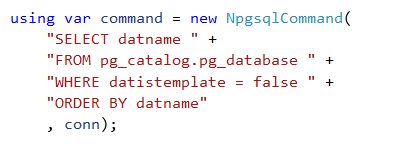 using var command = new NpgsqlCommand(
    "SELECT datname " +
    "FROM pg_catalog.pg_database " +
    "WHERE datistemplate = false " +
    "ORDER BY datname"
    , conn);